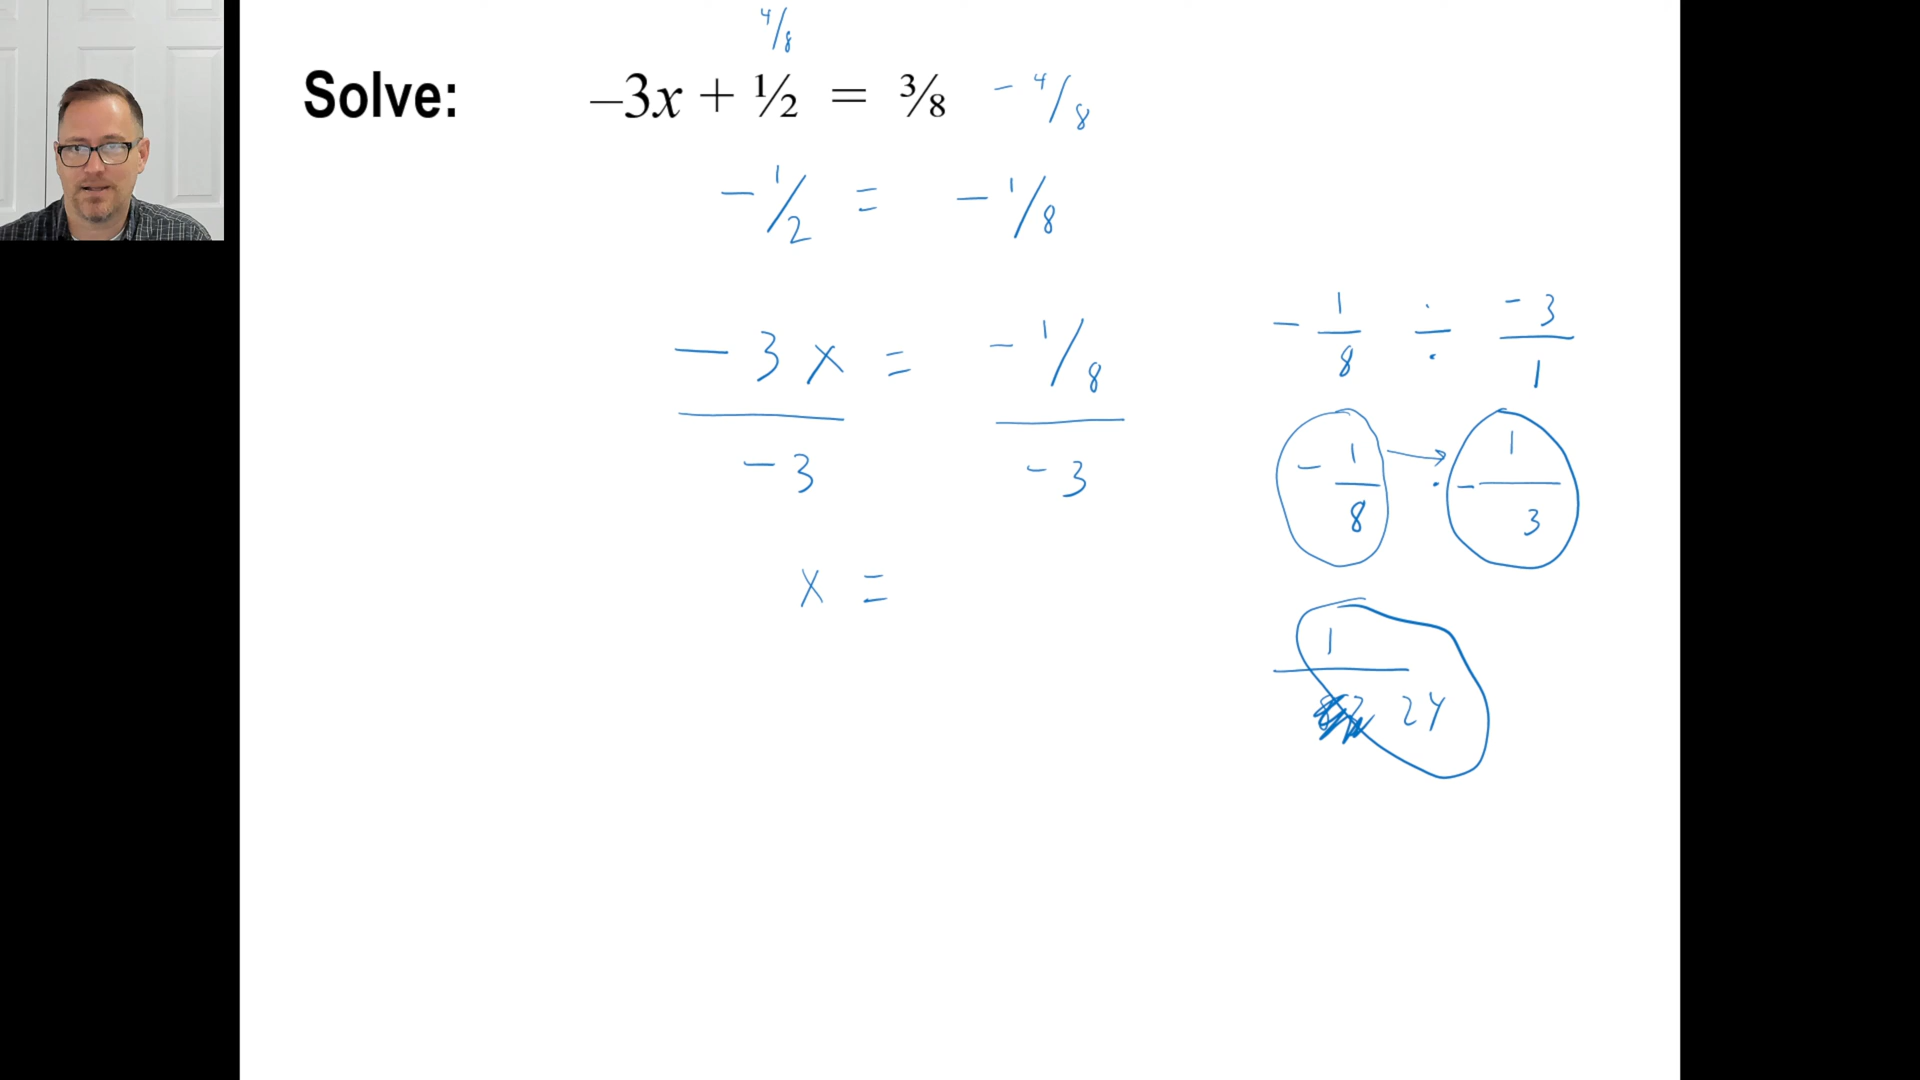 4/8
Solve: –3x + ½ = ⅜ - 4/8
- 1/2 = - 1/8
- 3x = - 1/8
-3 -3
x =
- 1/8 ÷ -3/1
- 1/8 · - 1/3
1
24